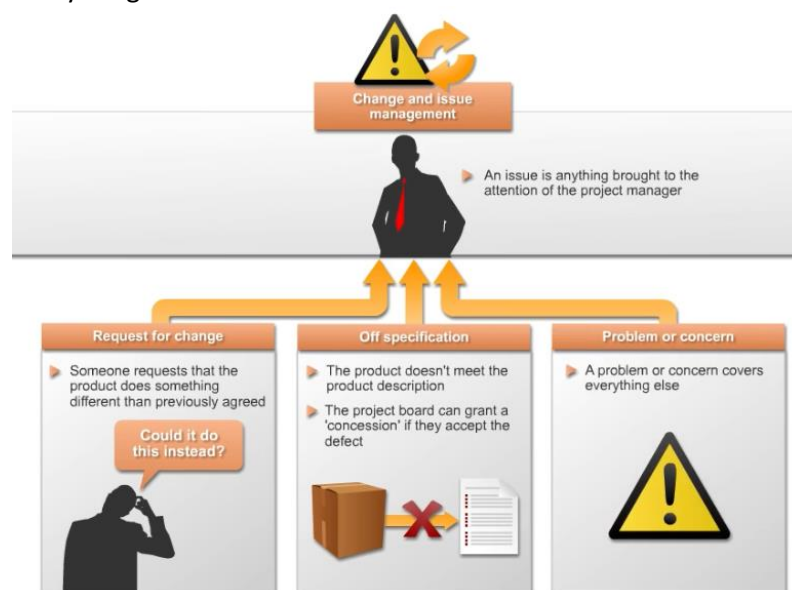 Change and issue
management
An issue is anything brought to the
attention of the project manager
Request for change
Someone requests that the
product does something
different than previously agreed
Could it do
this instead?
Off specification
The product doesn't meet the
product description
The project board can grant a
'concession' if they accept the
defect
Problem or concern
A problem or concern covers
everything else